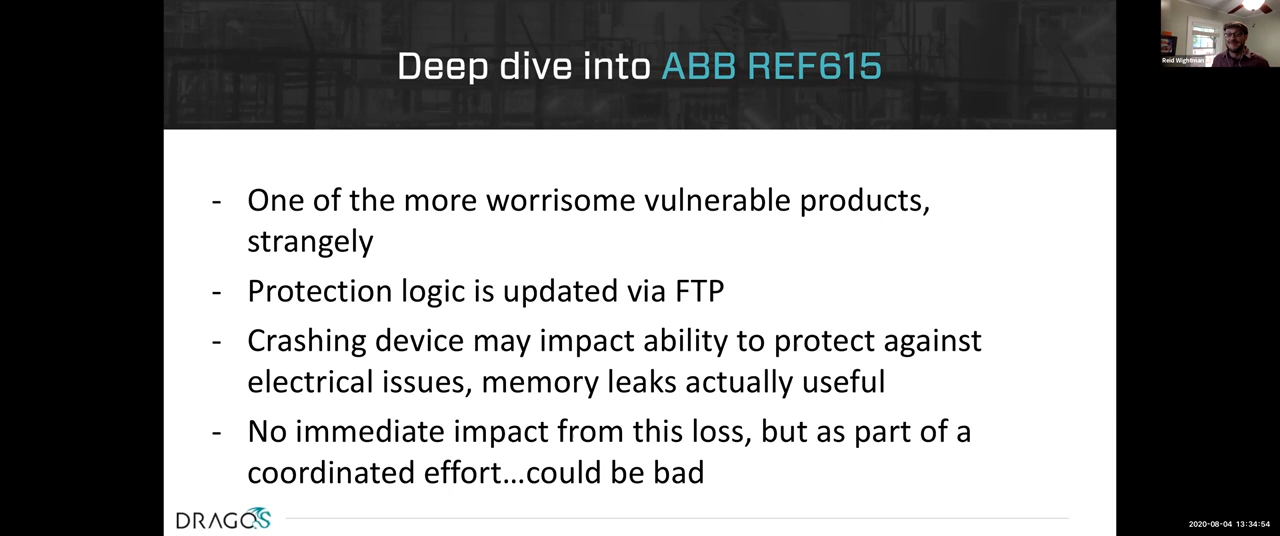 Deep dive into ABB REF615
Reid Wightman
- One of the more worrisome vulnerable products,
strangely
- Protection logic is updated via FTP
- Crashing device may impact ability to protect against
electrical issues, memory leaks actually useful
- No immediate impact from this loss, but as part of a
coordinated effort...could be bad
DRAGOS
2020-08-04 13:34:54